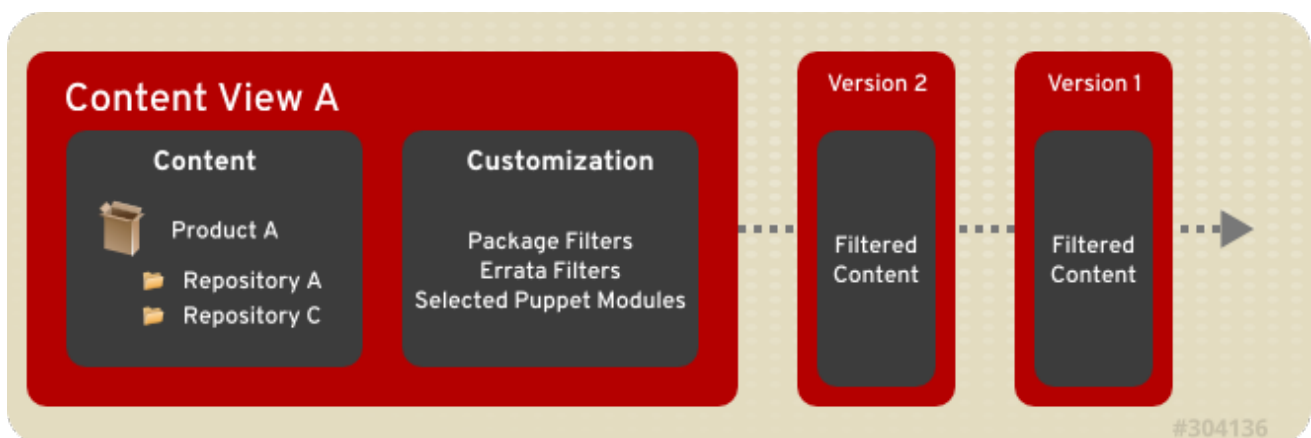 Content View A
Content
Product A
Repository A
Repository C
Customization
Package Filters
Errata Filters
Selected Puppet Modules
Version 2
Filtered
Content
Version 1
Filtered
Content
#304136